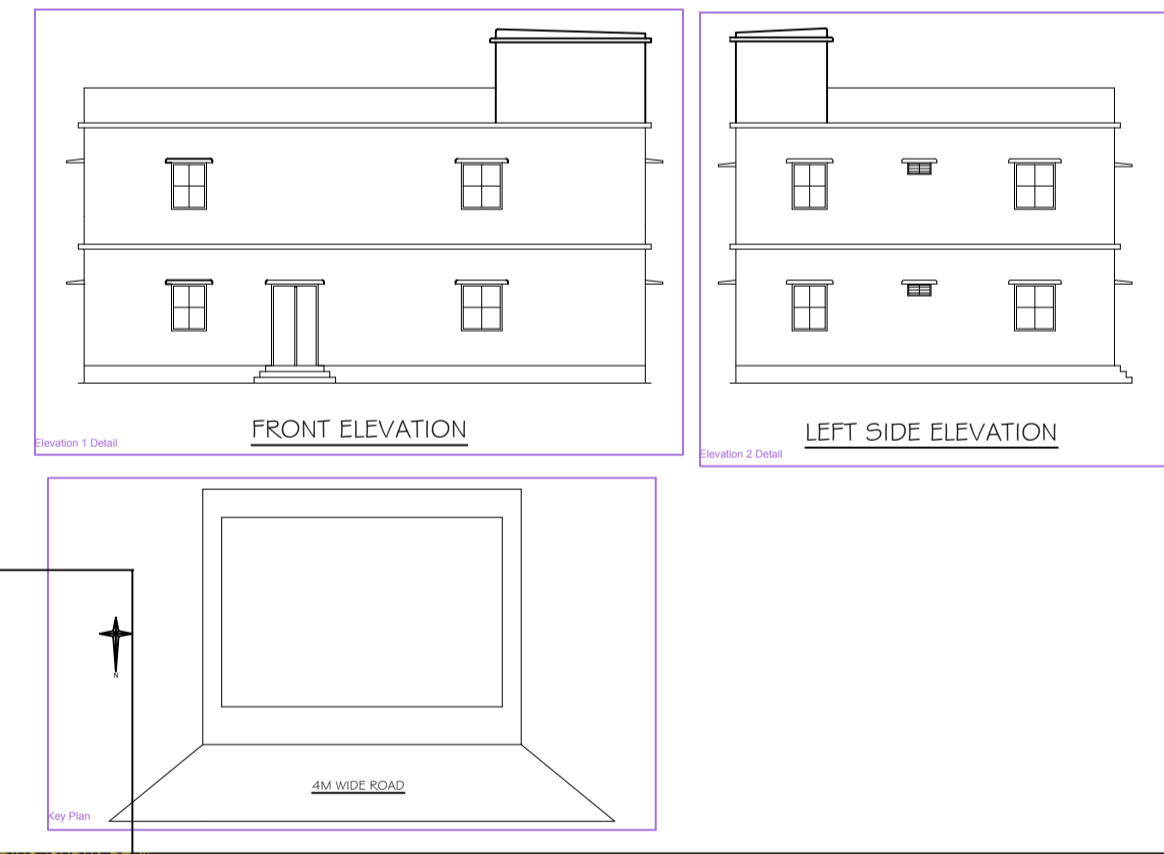 FRONT ELEVATION
Elevation 1 Detail
LEFT SIDE ELEVATION
Elevation 2 Detail
N
4M WIDE ROAD
Key Plan